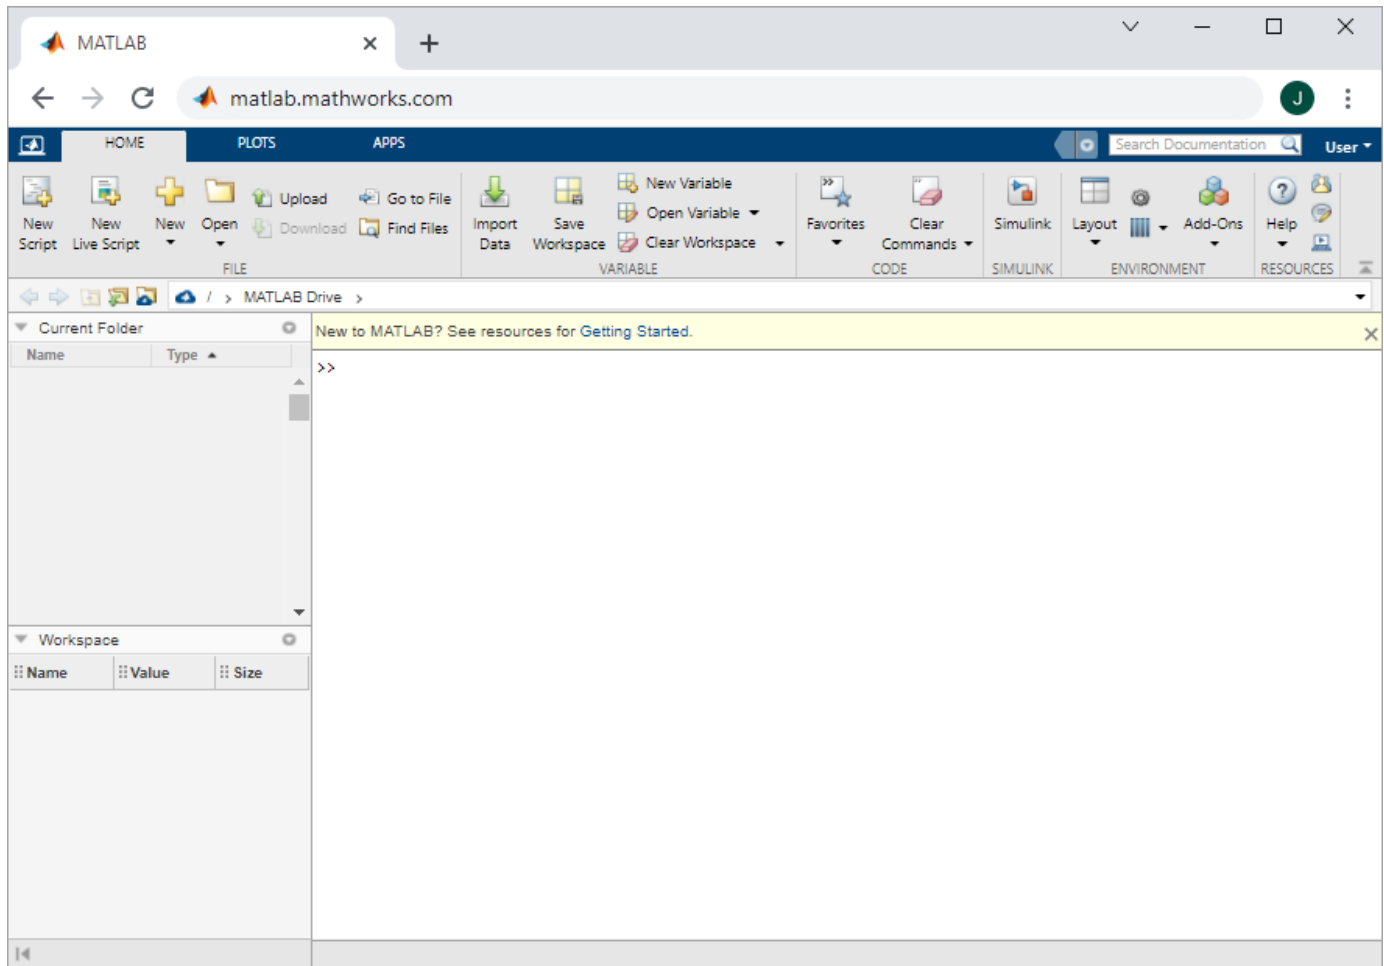 MATLAB
matlab.mathworks.com
J
HOME PLOTS APPS Search Documentation User
New Script
New Live Script
New
Open
Upload
Download
Go to File
Find Files
FILE
Import Data
Save Workspace
New Variable
Open Variable
Clear Workspace
VARIABLE
Favorites
Clear Commands
CODE
Simulink
SIMULINK
Layout
Add-Ons
ENVIRONMENT
Help
RESOURCES
/ > MATLAB Drive >
Current Folder
Name Type
New to MATLAB? See resources for Getting Started.
>>
Workspace
Name Value Size